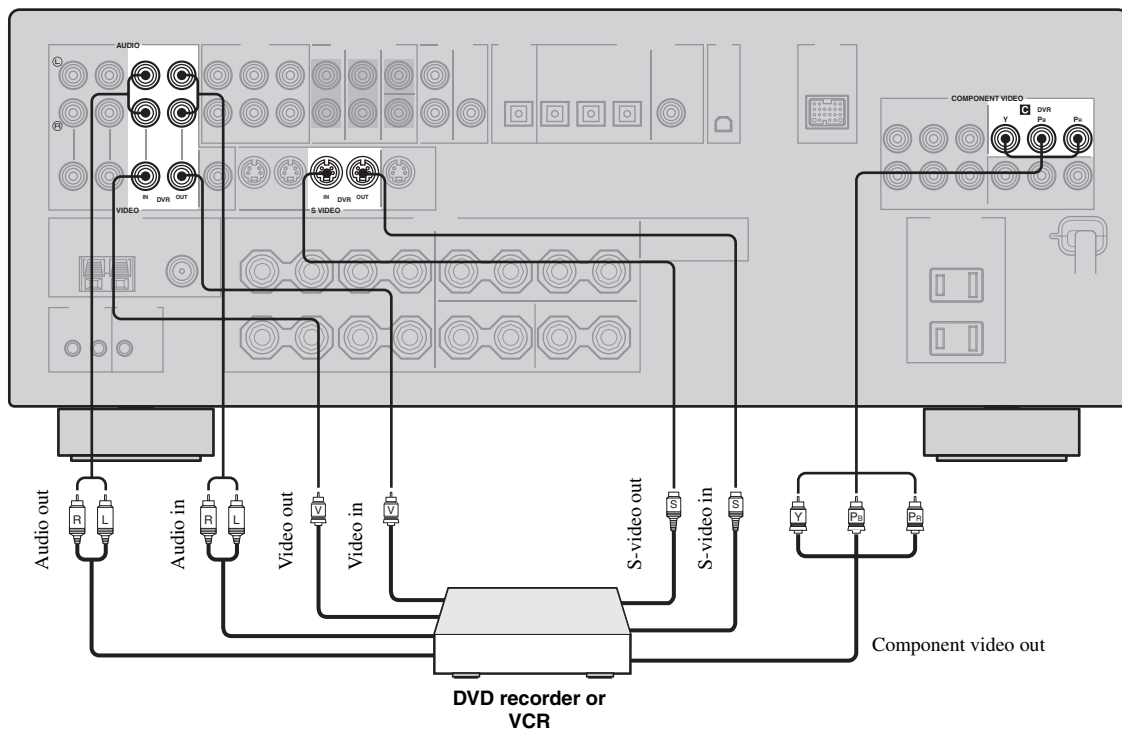 AUDIO
L
R
VIDEO
IN DVR OUT
S VIDEO
IN DVR OUT
COMPONENT VIDEO
C DVR
Y PB PR
Audio out
R L
Audio in
R L
Video out
V
Video in
V
S-video out
S
S-video in
S
Y PB PR
Component video out
DVD recorder or
VCR